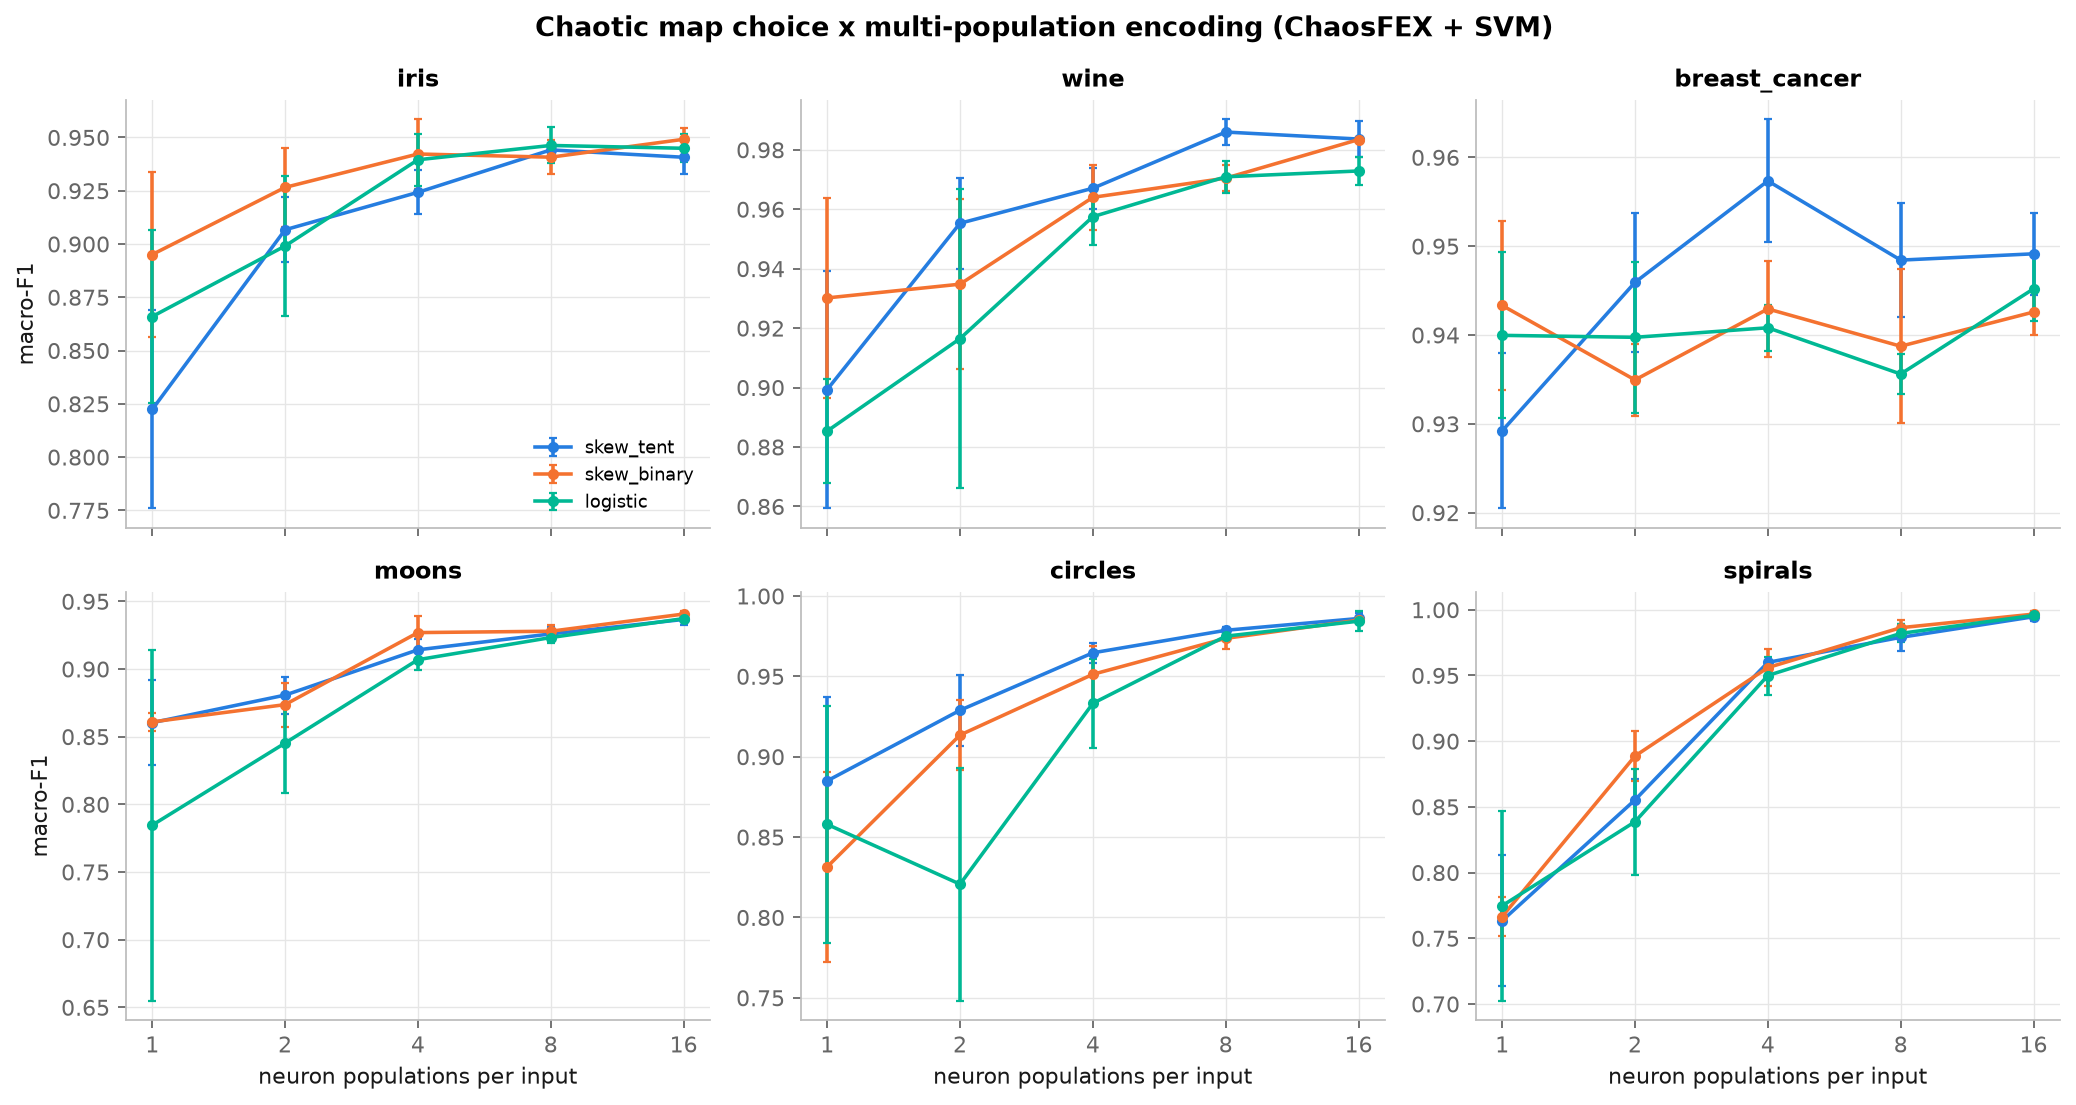 Chaotic map choice x multi-population encoding (ChaosFEX + SVM)
iris
wine
breast_cancer
macro-F1
0.950
0.925
0.900
0.875
0.850
0.825
0.800
0.775
skew_tent
skew_binary
logistic
0.98
0.96
0.94
0.92
0.90
0.88
0.86
0.96
0.95
0.94
0.93
0.92
moons
circles
spirals
macro-F1
0.95
0.90
0.85
0.80
0.75
0.70
0.65
1 2 4 8 16
neuron populations per input
1.00
0.95
0.90
0.85
0.80
0.75
1 2 4 8 16
neuron populations per input
1.00
0.95
0.90
0.85
0.80
0.75
0.70
1 2 4 8 16
neuron populations per input